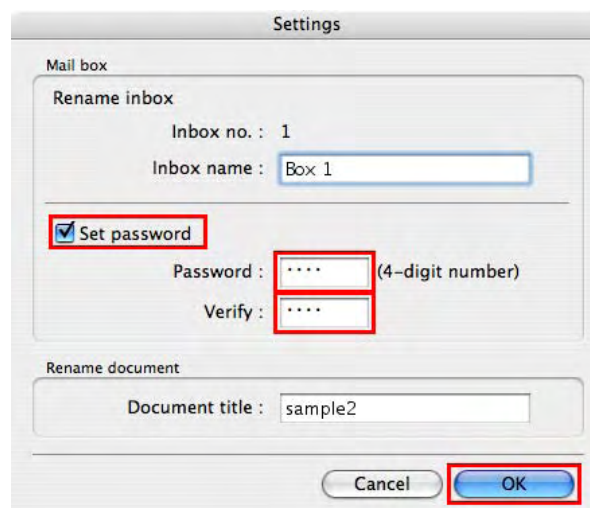 Settings
Mail box
Rename inbox
Inbox no. : 1
Inbox name : Box 1
Set password
Password : •••• (4-digit number)
Verify : ••••
Rename document
Document title : sample2
Cancel OK